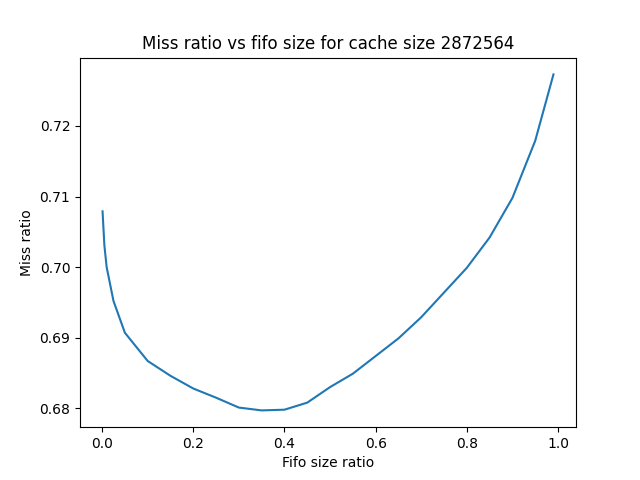 Miss ratio vs fifo size for cache size 2872564
0.72
0.71
0.70
0.69
0.68
Miss ratio
0.0 0.2 0.4 0.6 0.8 1.0
Fifo size ratio